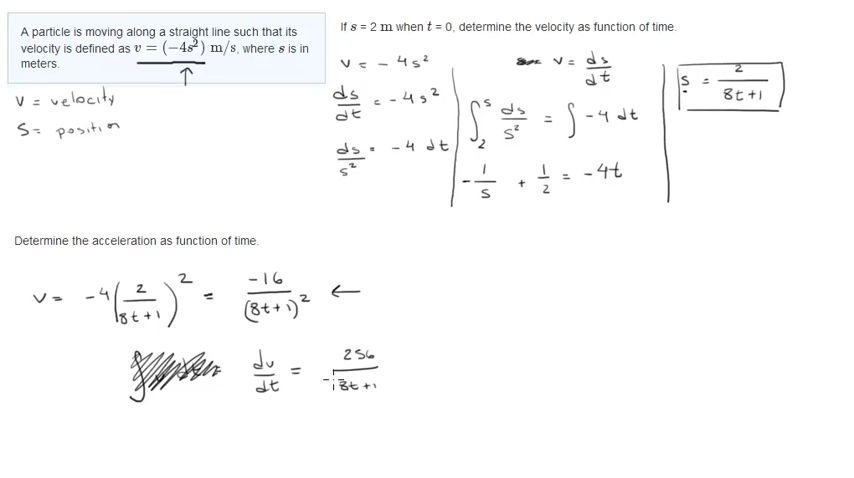 A particle is moving along a straight line such that its
velocity is defined as v = (−4s²) m/s, where s is in
meters.
v = velocity
s = position
If s = 2 m when t = 0, determine the velocity as function of time.
v = - 4s²
ds/dt = - 4s²
ds/s² = - 4 dt
v = ds/dt
∫₂ˢ ds/s² = ∫ -4 dt
-1/s + 1/2 = -4t
s = 2/(8t+1)
Determine the acceleration as function of time.
v = -4(2/(8t+1))² = -16/(8t+1)² ←
dv/dt = 256/8t+1